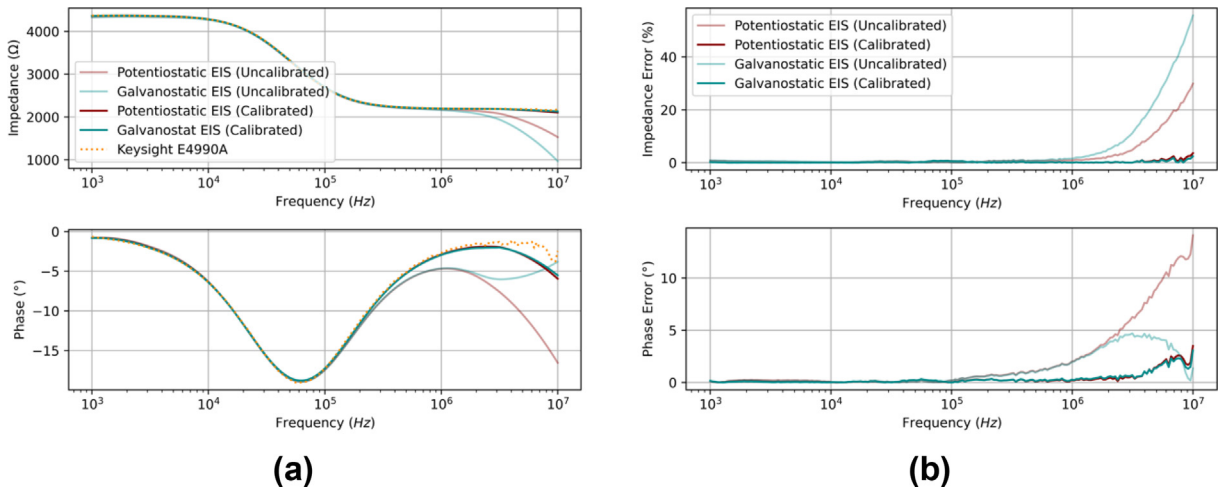 4000
3000
2000
1000
Impedance (Ω)
Potentiostatic EIS (Uncalibrated)
Galvanostatic EIS (Uncalibrated)
Potentiostatic EIS (Calibrated)
Galvanostat EIS (Calibrated)
Keysight E4990A
10³ 10⁴ 10⁵ 10⁶ 10⁷
Frequency (Hz)
0
−5
−10
−15
Phase (°)
10³ 10⁴ 10⁵ 10⁶ 10⁷
Frequency (Hz)
(a)
40
20
0
Impedance Error (%)
Potentiostatic EIS (Uncalibrated)
Potentiostatic EIS (Calibrated)
Galvanostatic EIS (Uncalibrated)
Galvanostatic EIS (Calibrated)
10³ 10⁴ 10⁵ 10⁶ 10⁷
Frequency (Hz)
10
5
0
Phase Error (°)
10³ 10⁴ 10⁵ 10⁶ 10⁷
Frequency (Hz)
(b)